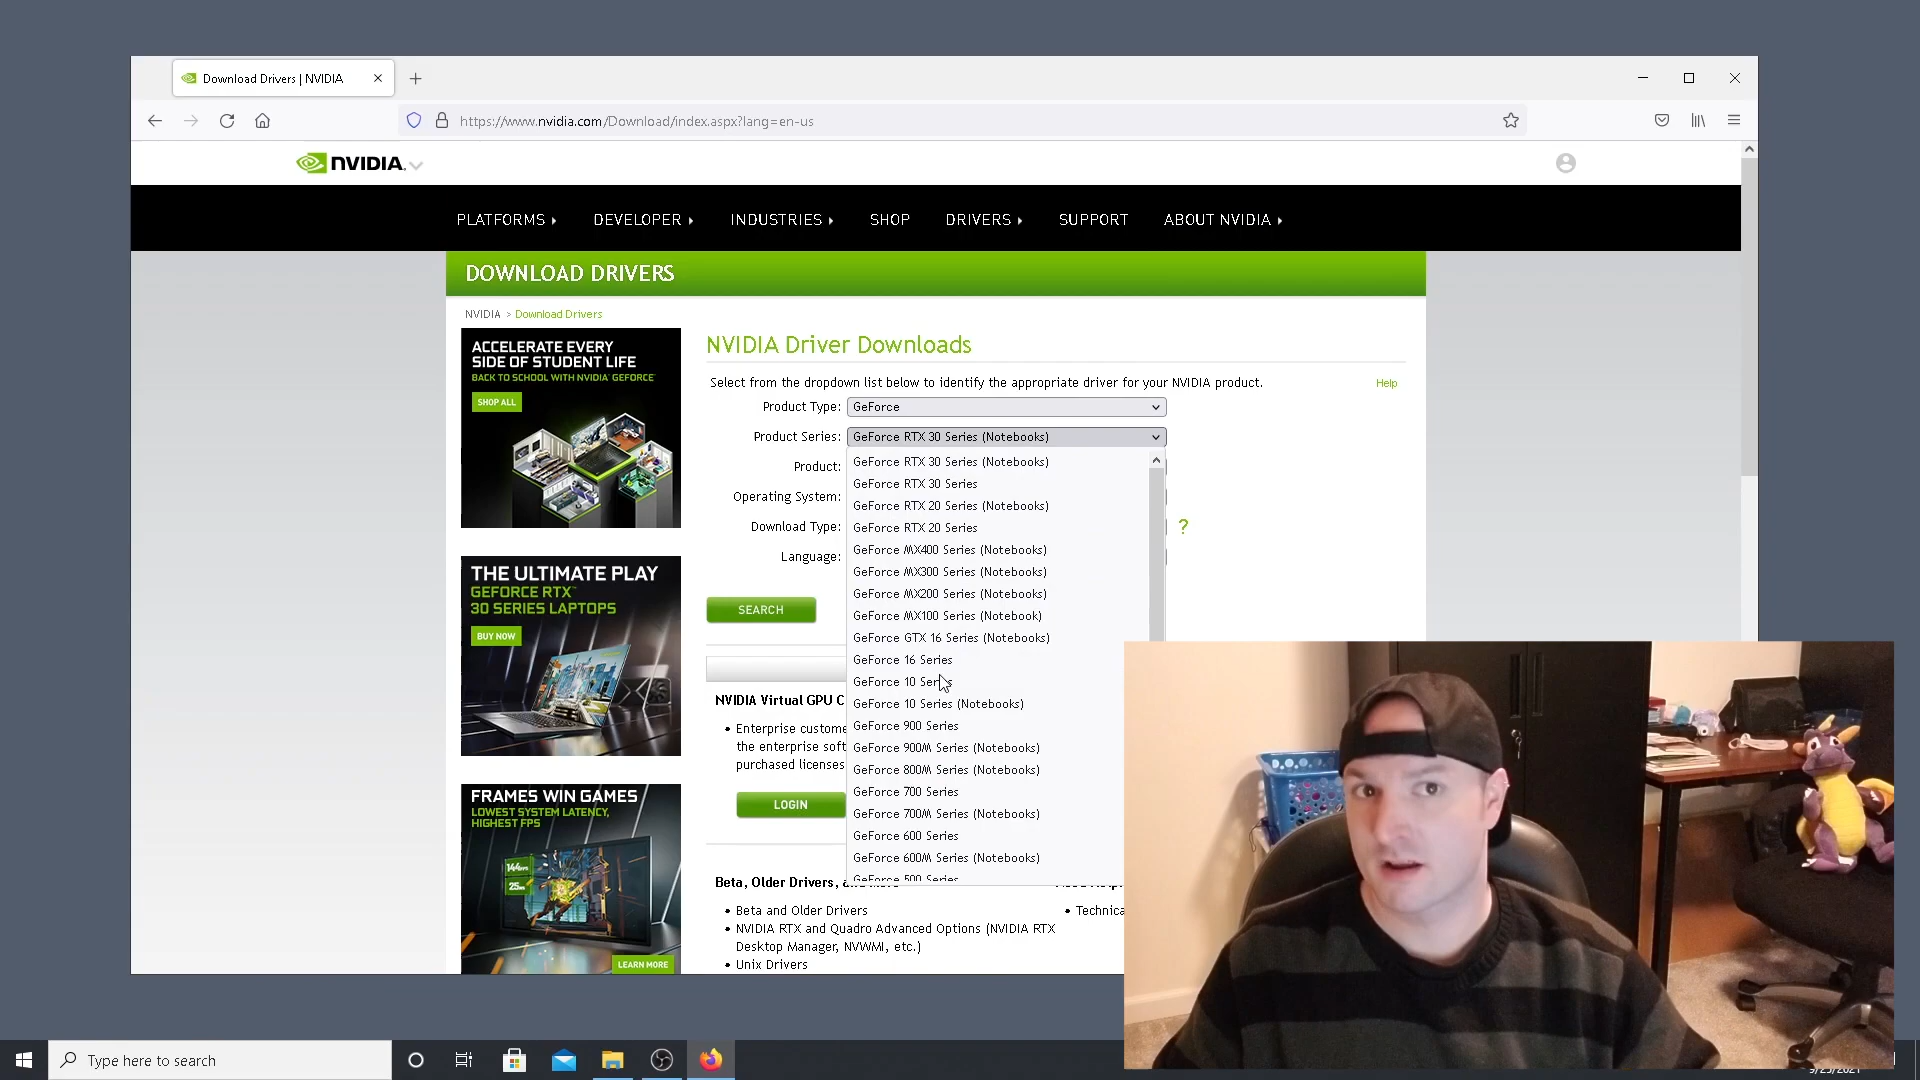 Download Drivers | NVIDIA
https://www.nvidia.com/Download/index.aspx?lang=en-us
NVIDIA.
PLATFORMS
DEVELOPER
INDUSTRIES
SHOP
DRIVERS
SUPPORT
ABOUT NVIDIA
DOWNLOAD DRIVERS
NVIDIA > Download Drivers
ACCELERATE EVERY
SIDE OF STUDENT LIFE
BACK TO SCHOOL WITH NVIDIA GEFORCE
SHOP ALL
THE ULTIMATE PLAY
GEFORCE RTX™
30 SERIES LAPTOPS
BUY NOW
FRAMES WIN GAMES
LOWEST SYSTEM LATENCY,
HIGHEST FPS
LEARN MORE
NVIDIA Driver Downloads
Select from the dropdown list below to identify the appropriate driver for your NVIDIA product.
Help
Product Type: GeForce
Product Series: GeForce RTX 30 Series (Notebooks)
Product:
Operating System:
Download Type:
?
Language:
GeForce RTX 30 Series (Notebooks)
GeForce RTX 30 Series
GeForce RTX 20 Series (Notebooks)
GeForce RTX 20 Series
GeForce MX400 Series (Notebooks)
GeForce MX300 Series (Notebooks)
GeForce MX200 Series (Notebooks)
GeForce MX100 Series (Notebook)
GeForce GTX 16 Series (Notebooks)
GeForce 16 Series
GeForce 10 Series
GeForce 10 Series (Notebooks)
GeForce 900 Series
GeForce 900M Series (Notebooks)
GeForce 800M Series (Notebooks)
GeForce 700 Series
GeForce 700M Series (Notebooks)
GeForce 600 Series
GeForce 600M Series (Notebooks)
GeForce 500 Series
SEARCH
NVIDIA Virtual GPU C
Enterprise custome
the enterprise soft
purchased licenses
LOGIN
Beta, Older Drivers,
Beta and Older Drivers
NVIDIA RTX and Quadro Advanced Options (NVIDIA RTX
Desktop Manager, NVWMI, etc.)
Unix Drivers
Technica
Type here to search